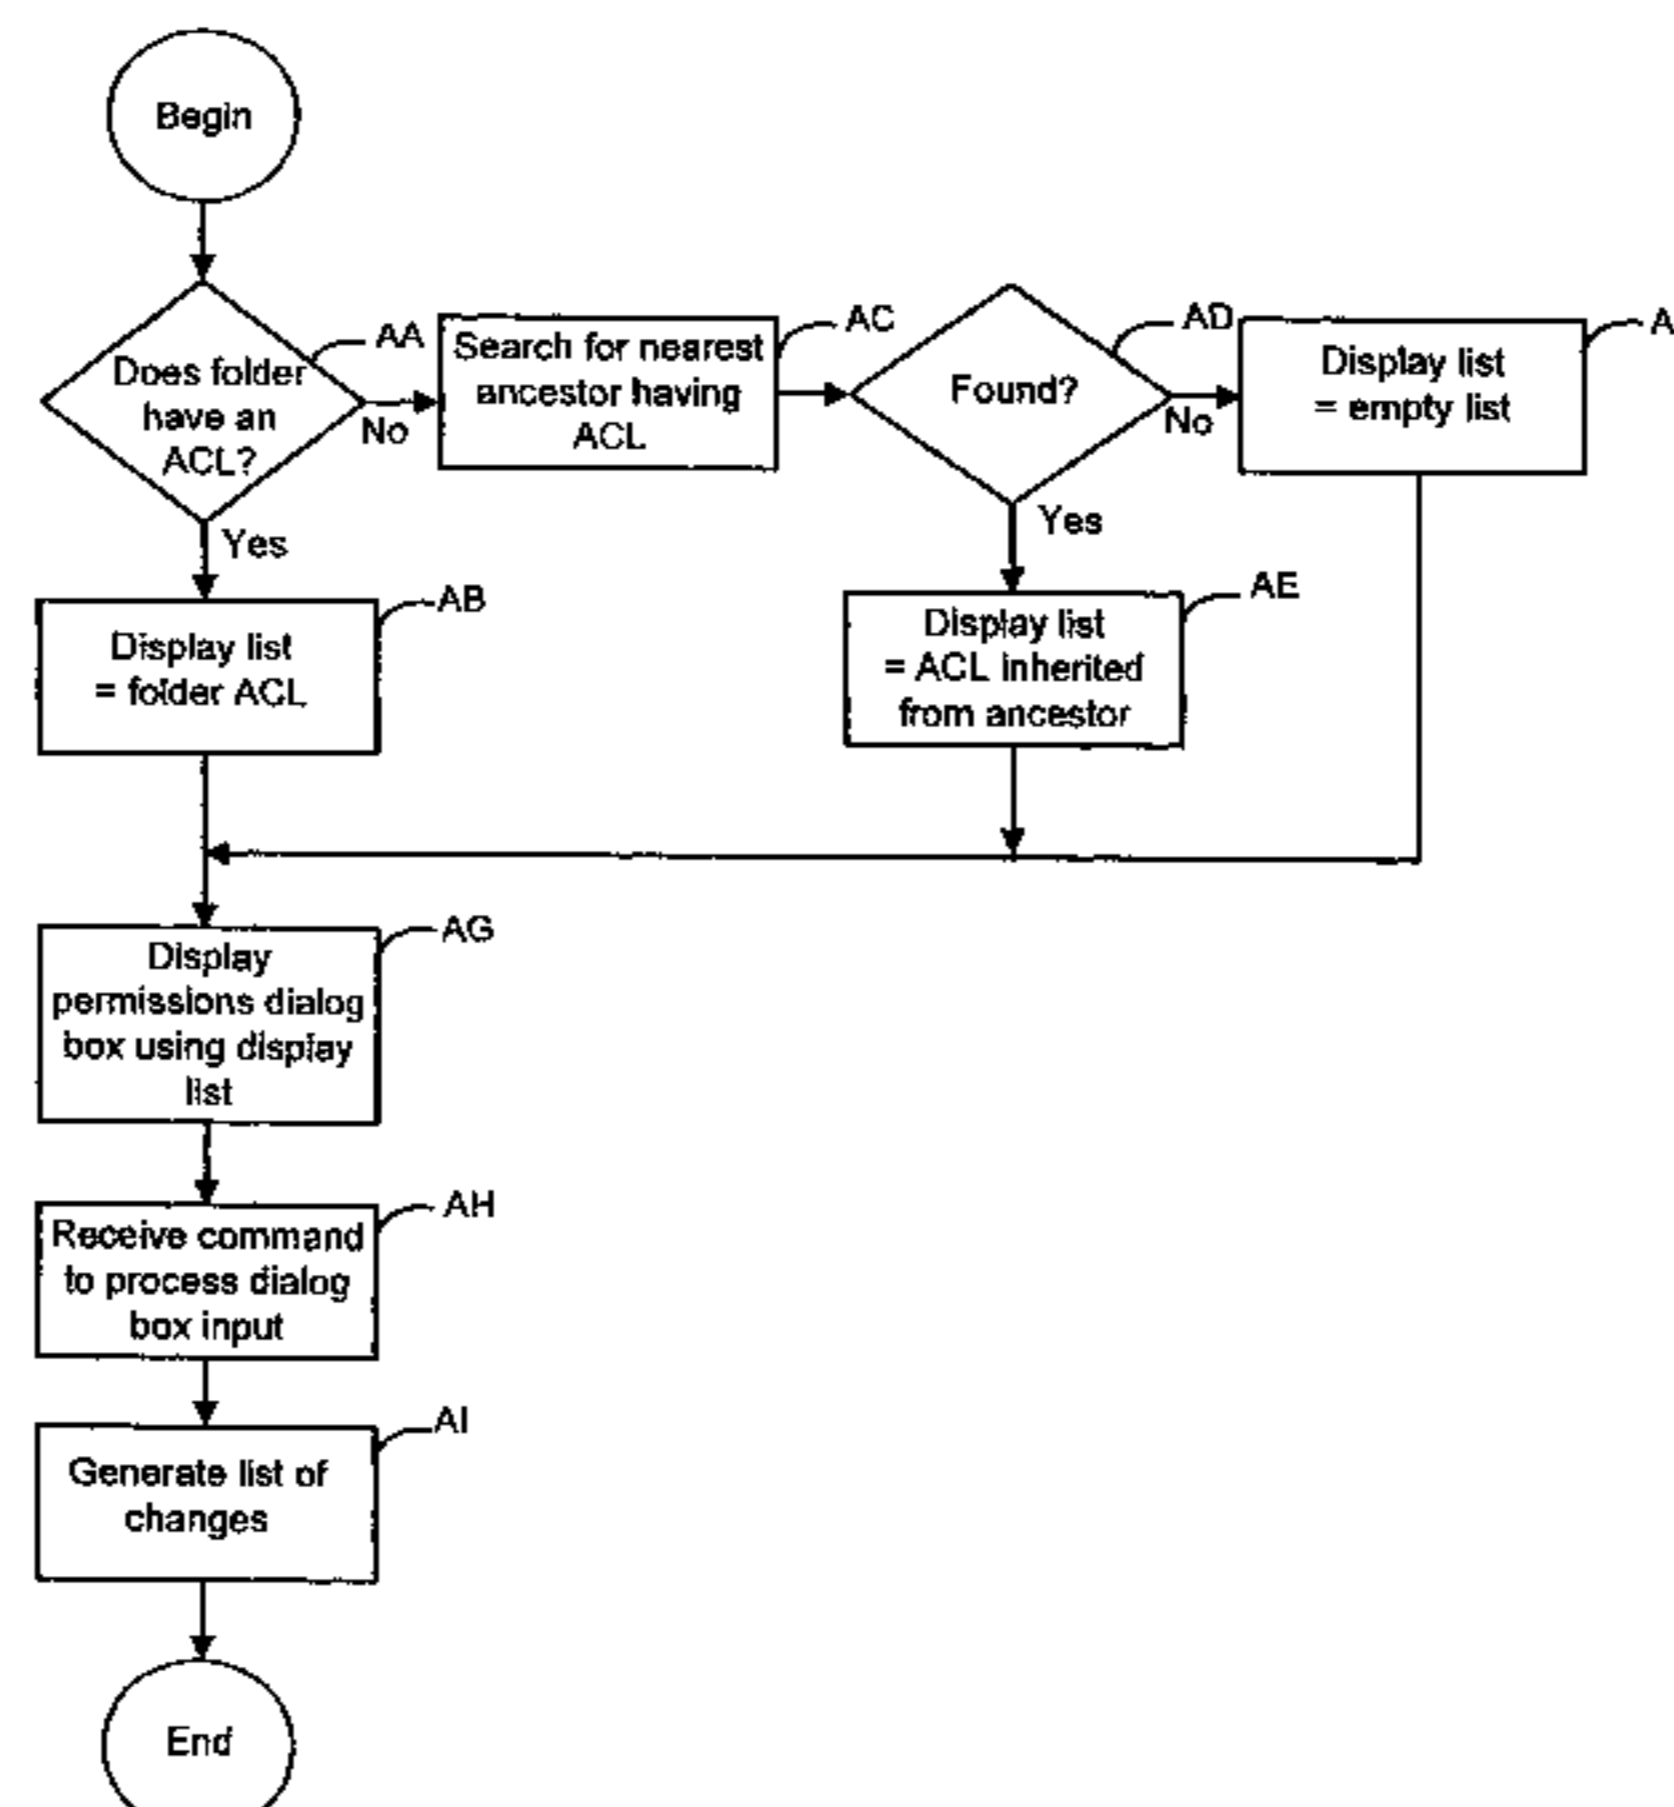 Begin
Does folder
have an
ACL?
AA
No
Yes
Search for nearest
ancestor having
ACL
AC
Found?
AD
No
Yes
Display list
= empty list
Display list
= folder ACL
AB
Display list
= ACL inherited
from ancestor
AE
Display
permissions dialog
box using display
list
AG
Receive command
to process dialog
box input
AH
Generate list of
changes
AI
End